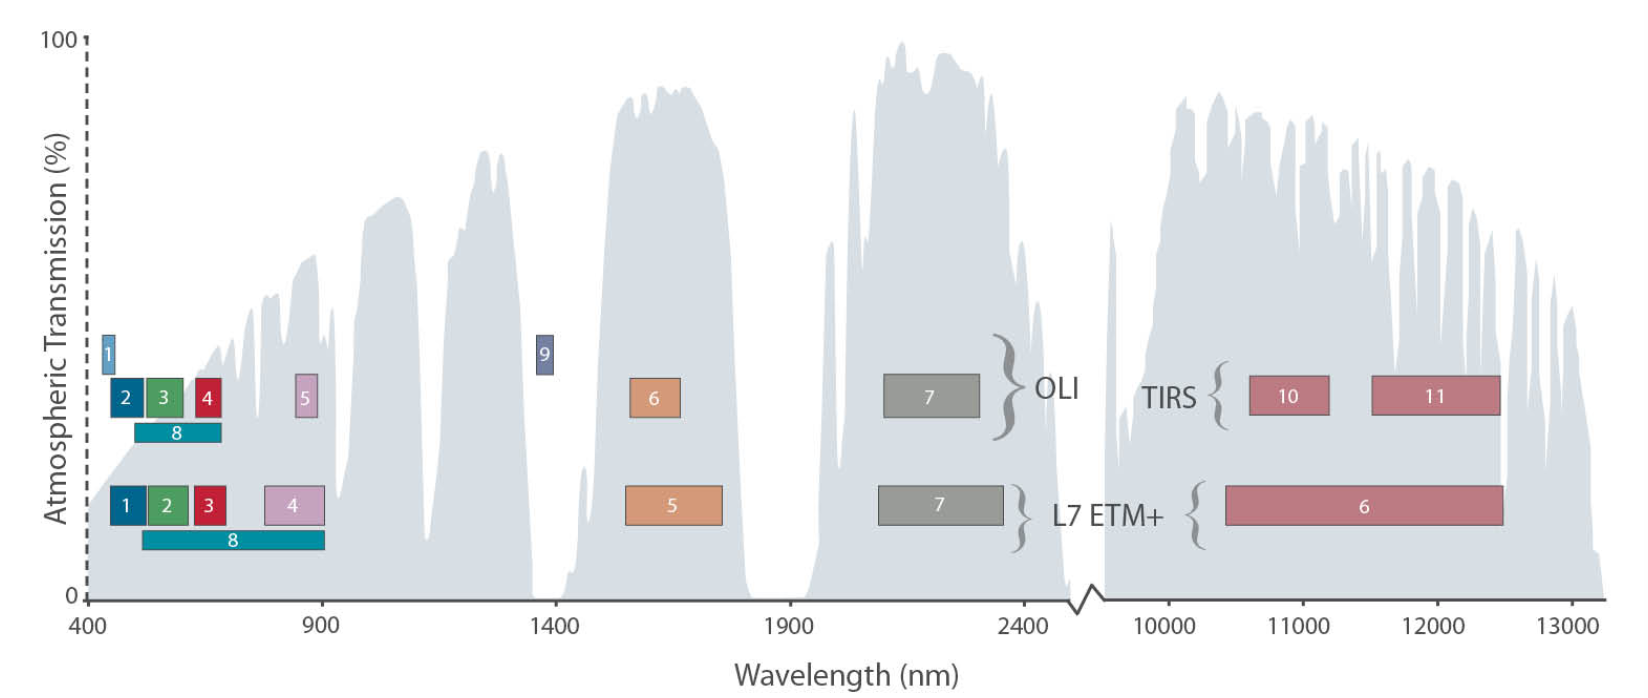 100
Atmospheric Transmission (%)
1
9
2 3 4 5 6 7 OLI TIRS 10 11
8
1 2 3 4 5 7 L7 ETM+ 6
8
0
400 900 1400 1900 2400 10000 11000 12000 13000
Wavelength (nm)